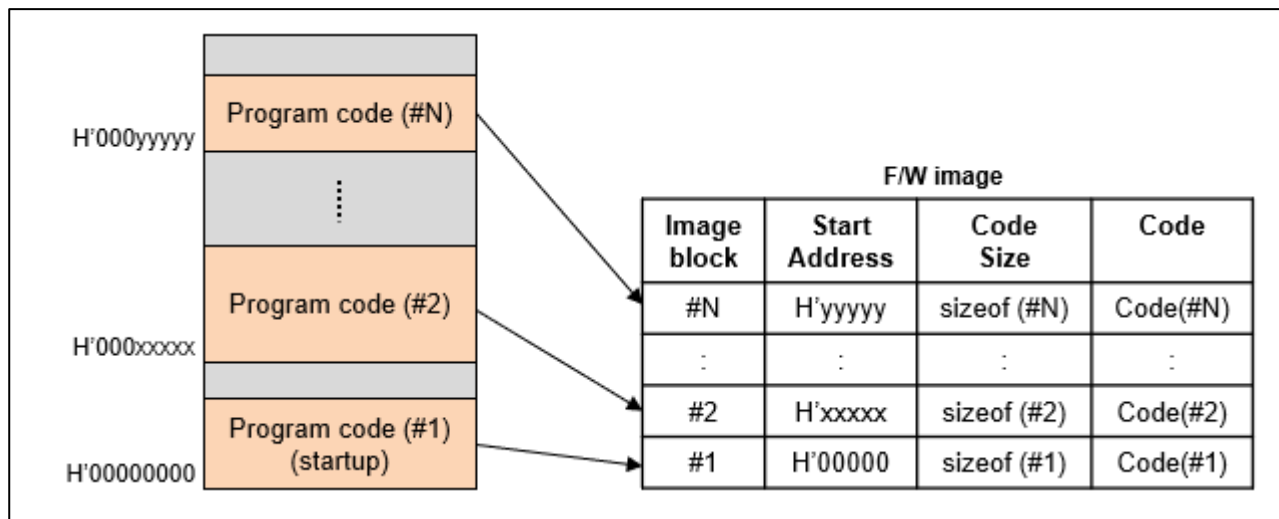 Program code (#N)
H'000yyyyy
Program code (#2)
H'000xxxxx
Program code (#1)
(startup)
H'00000000
F/W image
Image
block
Start
Address
Code
Size
Code
#N H'yyyyy sizeof (#N) Code(#N)
: : : :
#2 H'xxxxx sizeof (#2) Code(#2)
#1 H'00000 sizeof (#1) Code(#1)